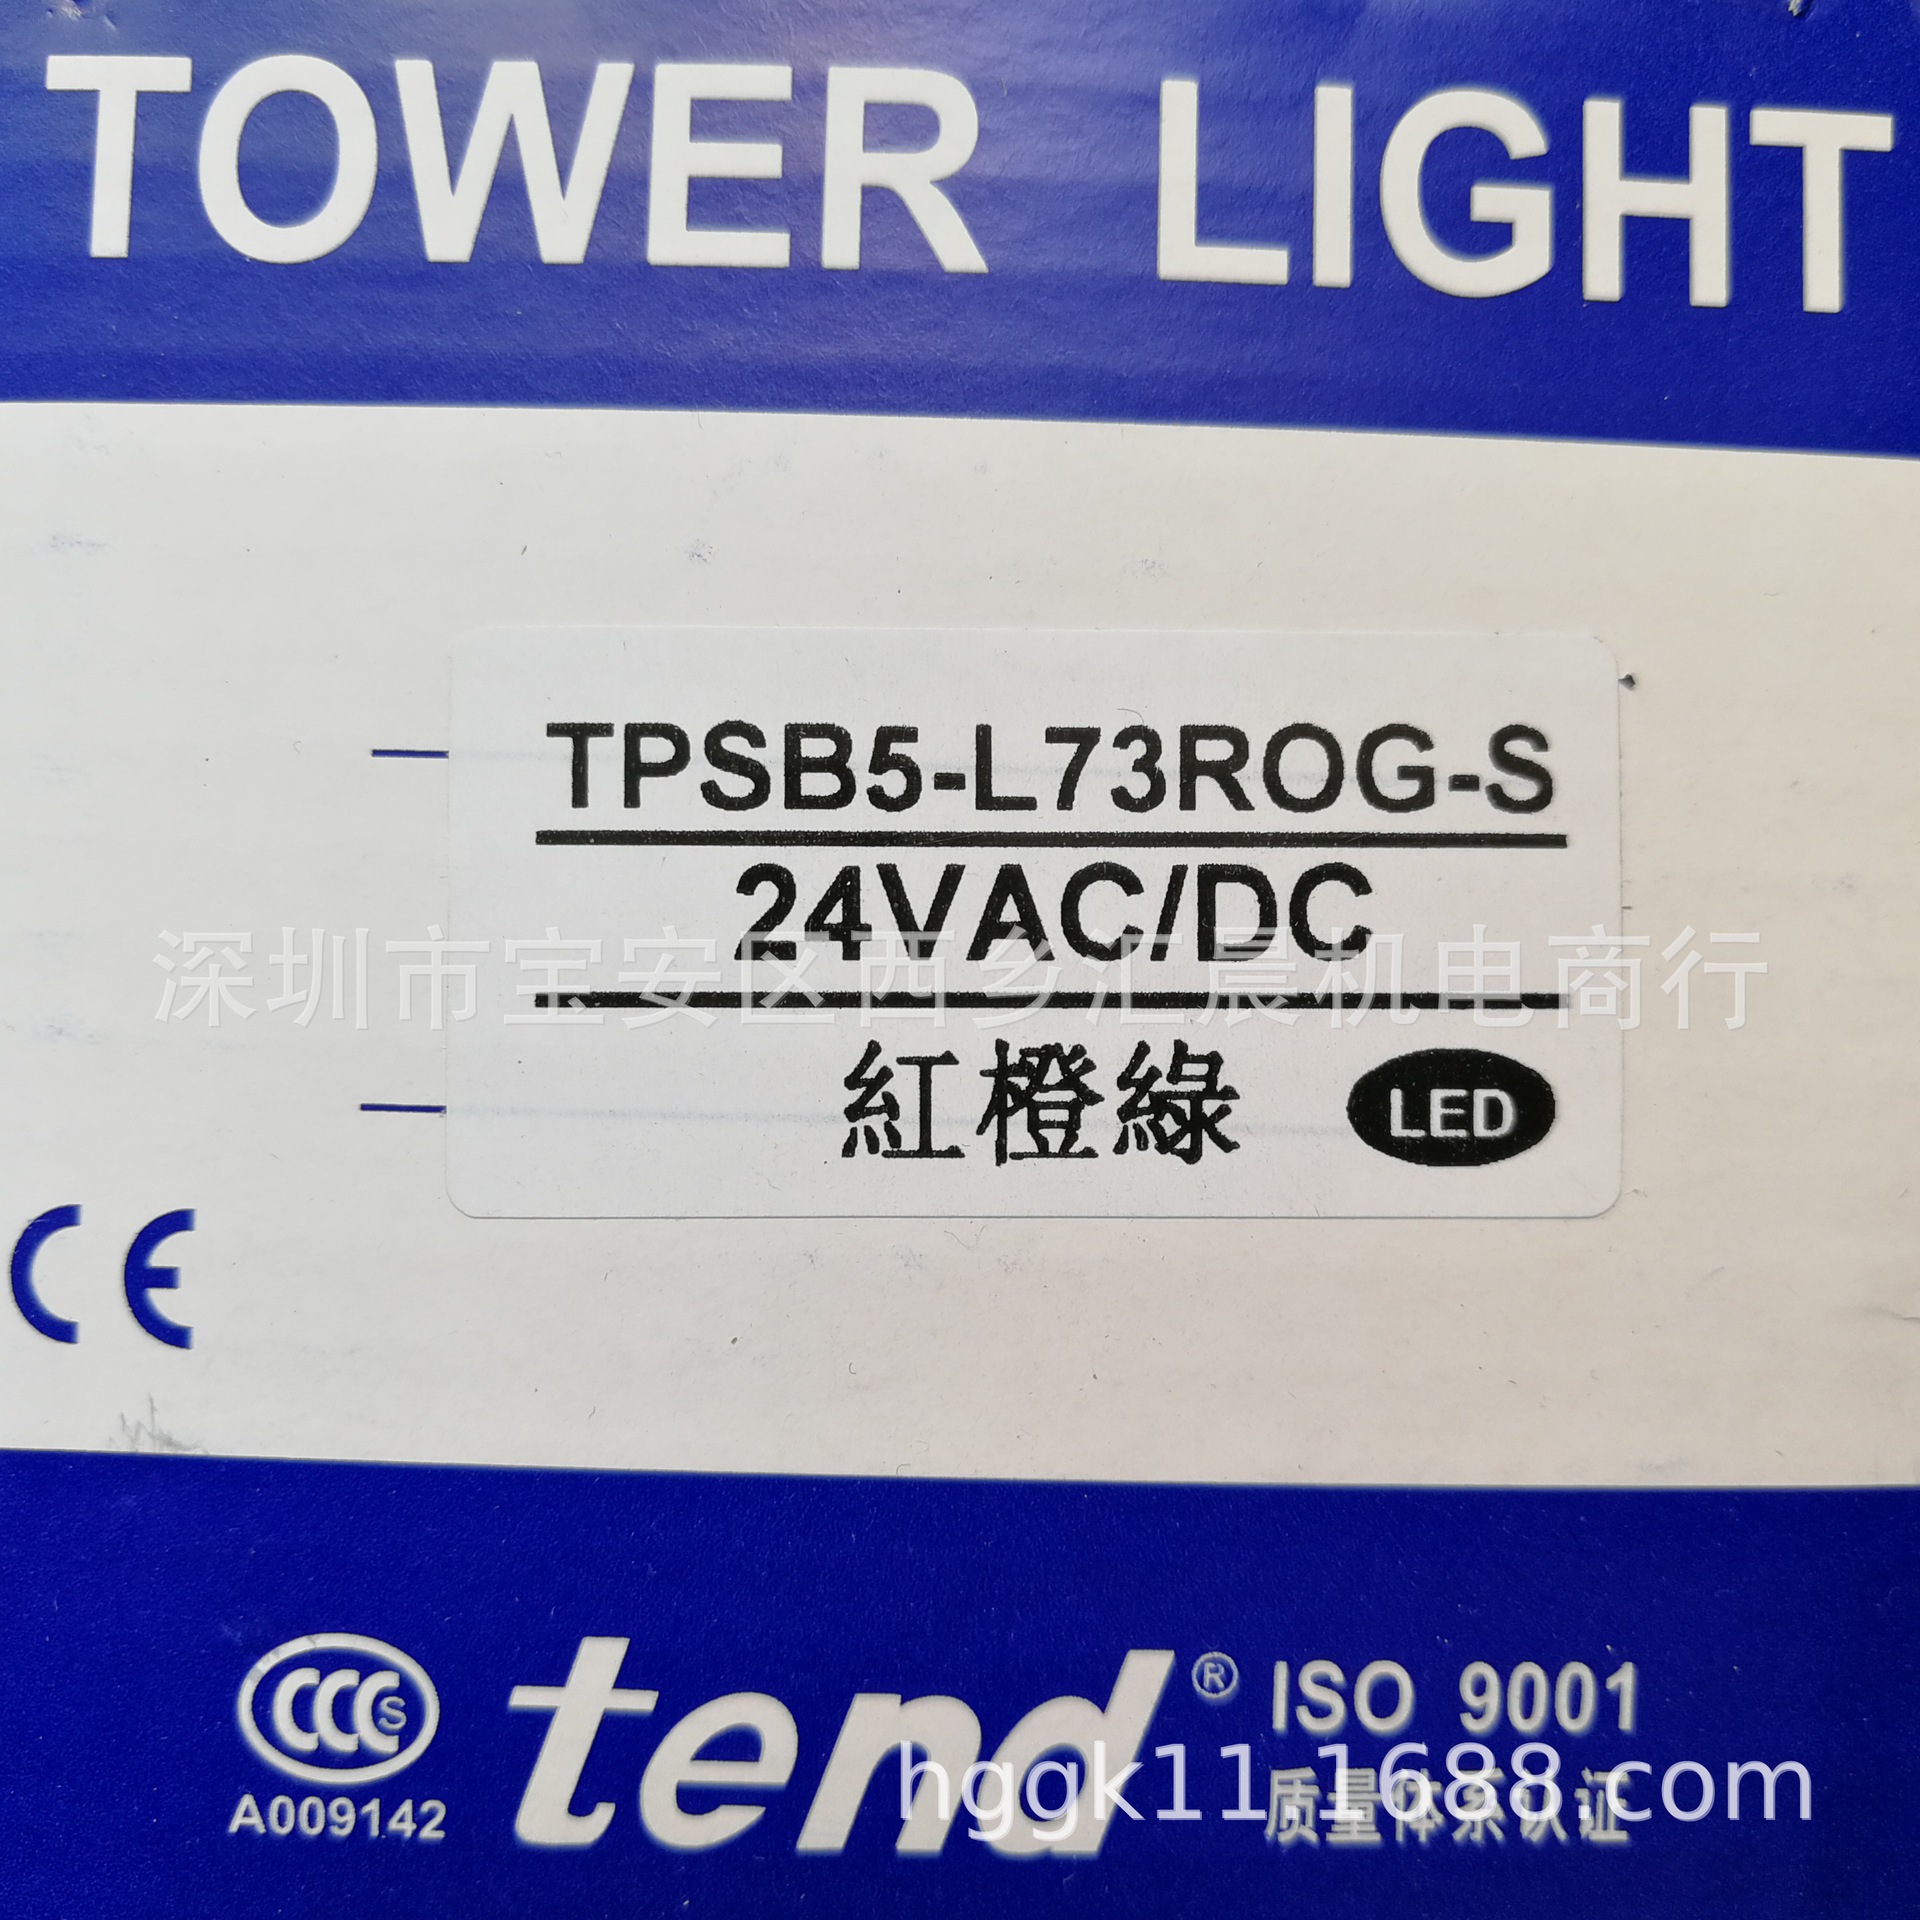 TOWER LIGHT
TPSB5-L73ROG-S
24VAC/DC
深圳市宝安区西乡汇晨机电商行
紅橙綠 LED
CE
CCC S
A009142
tend® ISO 9001
质量体系认证
hggk11.1688.com